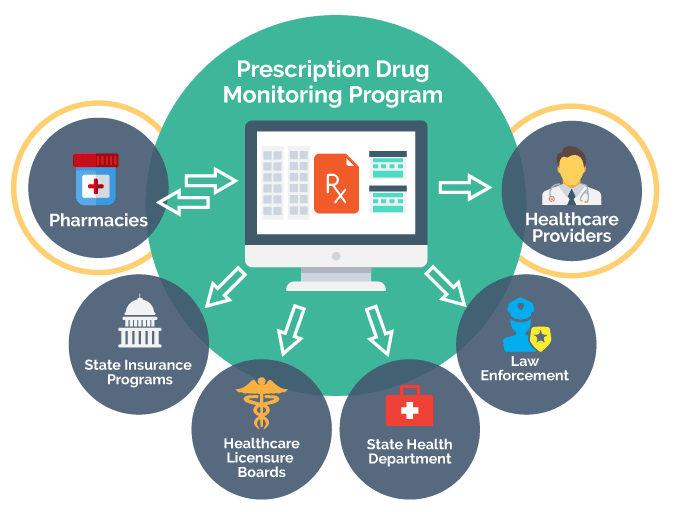 Prescription Drug
Monitoring Program
Rx
Pharmacies
Healthcare
Providers
State Insurance
Programs
Law
Enforcement
Healthcare
Licensure
Boards
State Health
Department